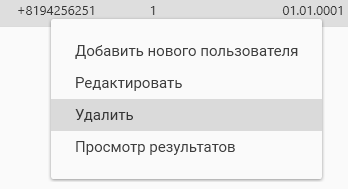 +8194256251 1 01.01.0001
Добавить нового пользователя
Редактировать
Удалить
Просмотр результатов